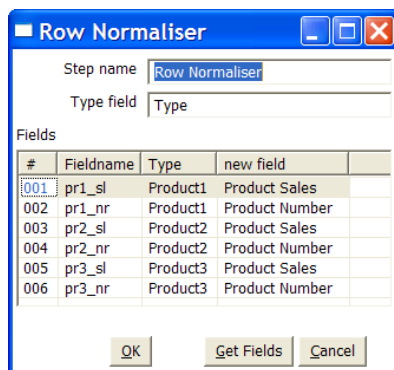 Row Normaliser
Step name Row Normaliser
Type field Type
Fields
# Fieldname Type new field
001 pr1_sl Product1 Product Sales
002 pr1_nr Product1 Product Number
003 pr2_sl Product2 Product Sales
004 pr2_nr Product2 Product Number
005 pr3_sl Product3 Product Sales
006 pr3_nr Product3 Product Number
OK Get Fields Cancel